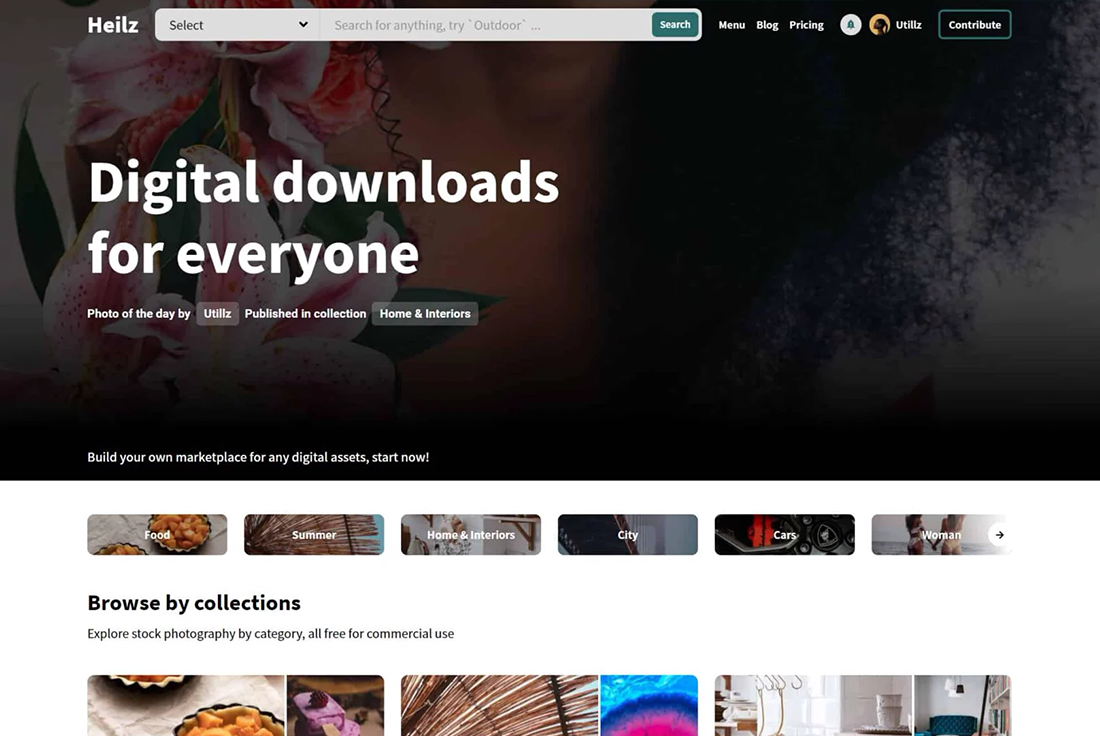 Heilz
Select
Search for anything, try `Outdoor` ...
Search
Menu
Blog
Pricing
Utillz
Contribute
Digital downloads
for everyone
Photo of the day by Utillz Published in collection Home & Interiors
Build your own marketplace for any digital assets, start now!
Food
Summer
Home & Interiors
City
Cars
Woman
Browse by collections
Explore stock photography by category, all free for commercial use